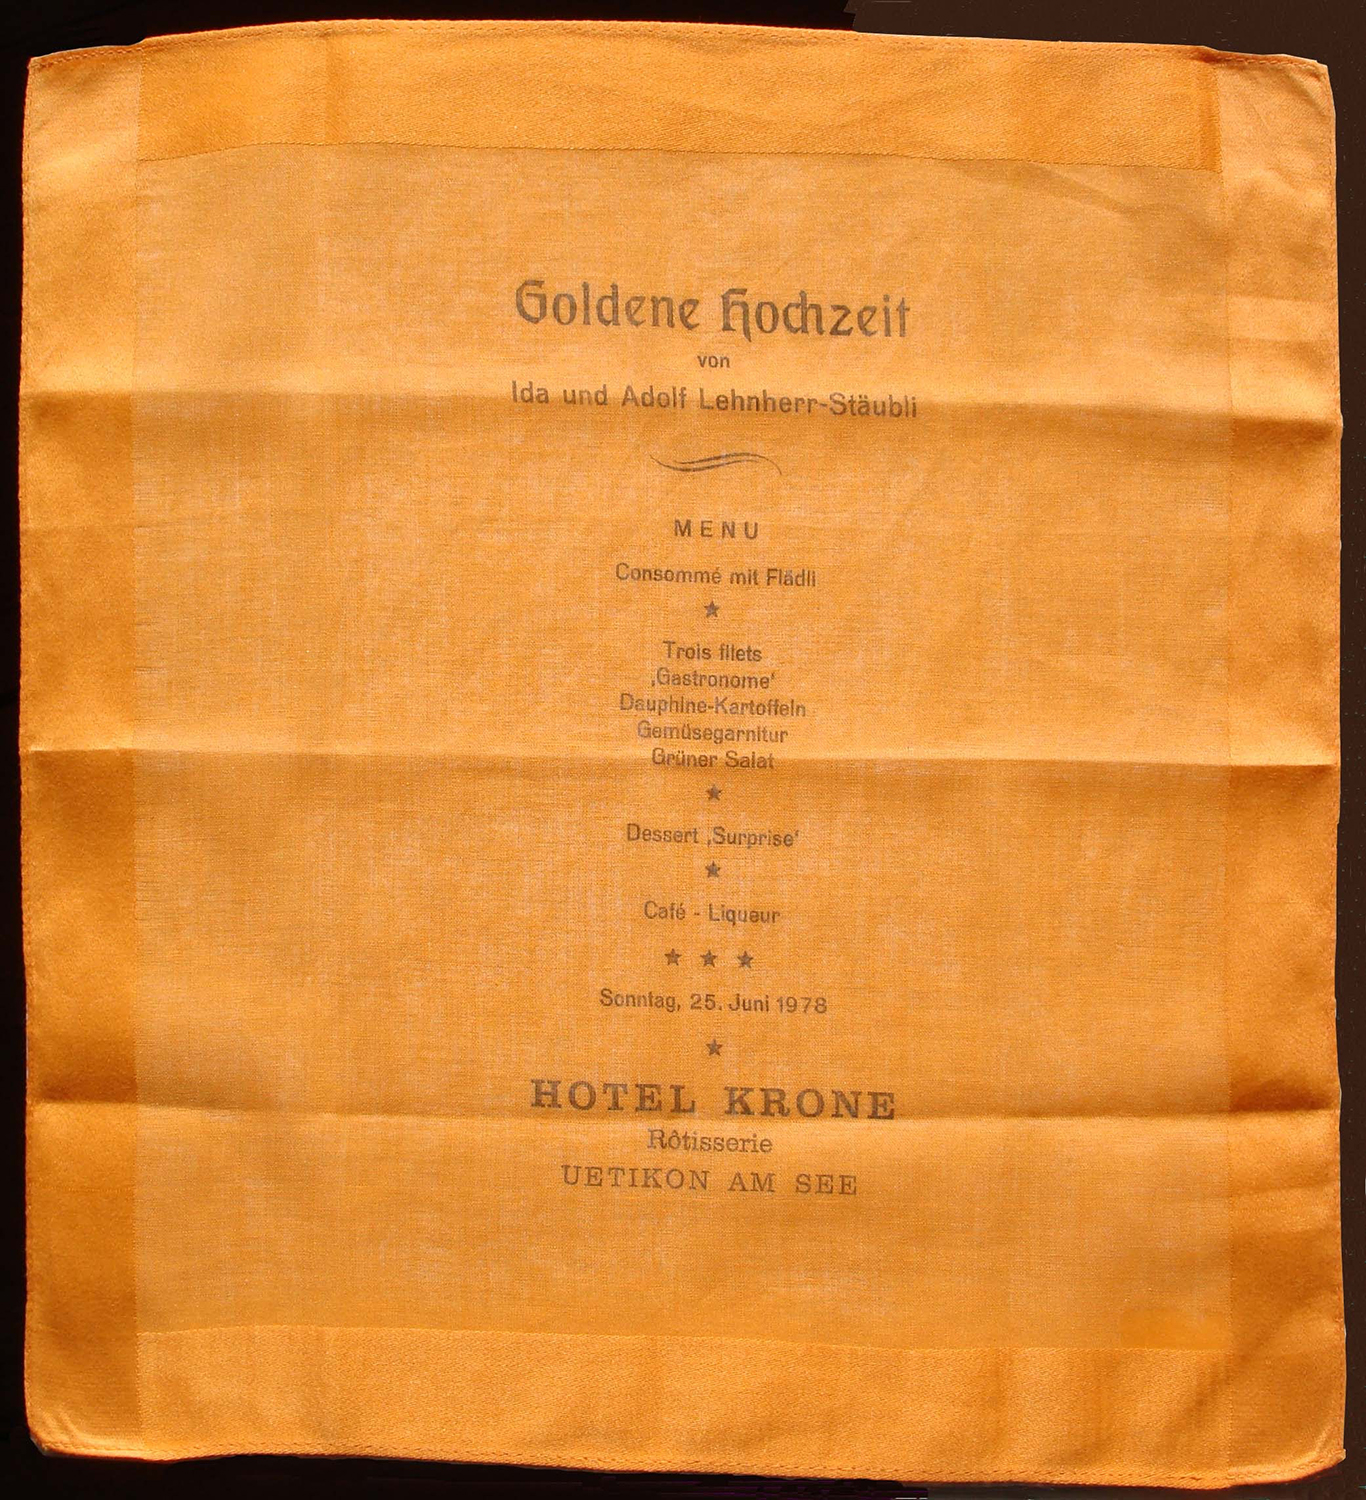 Goldene Hochzeit
von
Ida und Adolf Lehnherr-Stäubli
MENU
Consommé mit Flädli
Trois filets
‚Gastronome‘
Dauphine-Kartoffeln
Gemüsegarnitur
Grüner Salat
Dessert ‚Surprise‘
Café - Liqueur
Sonntag, 25. Juni 1978
HOTEL KRONE
Rôtisserie
UETIKON AM SEE